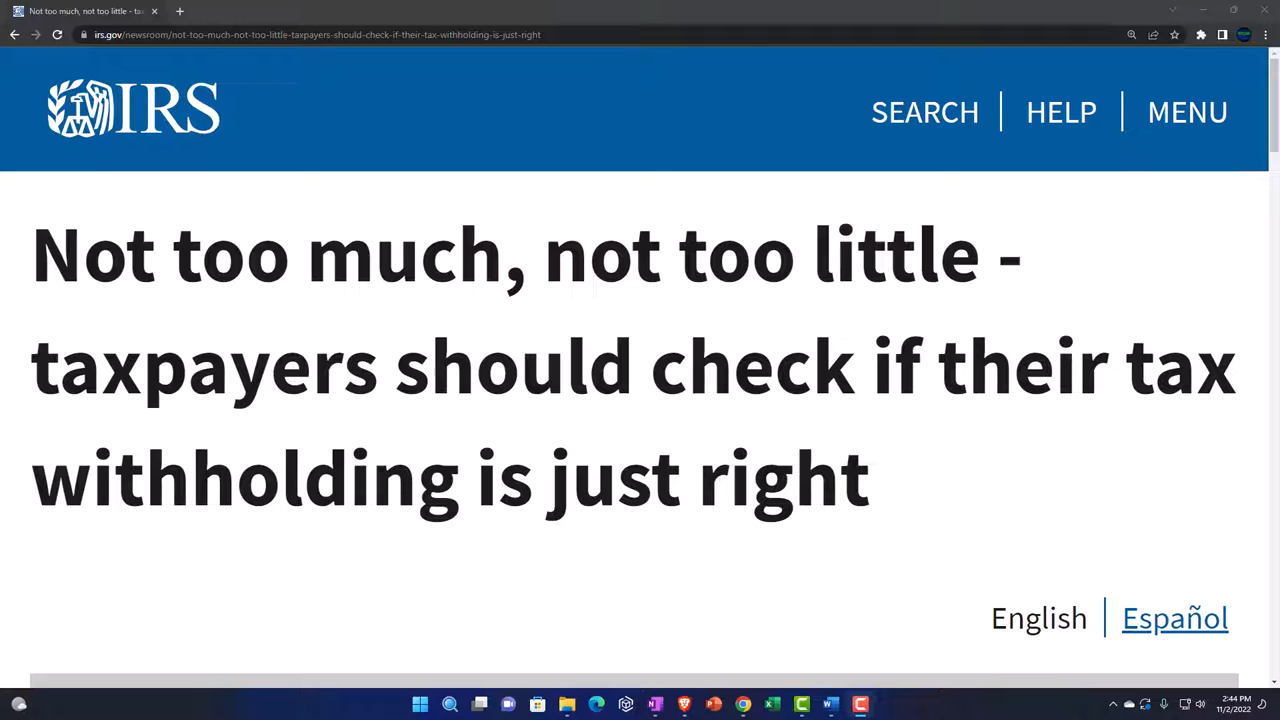 Not too much, not too little - ta
irs.gov/newsroom/not-too-much-not-too-little-taxpayers-should-check-if-their-tax-withholding-is-just-right
IRS
SEARCH HELP MENU
Not too much, not too little -
taxpayers should check if their tax
withholding is just right
English Español
2:44 PM
11/2/2022